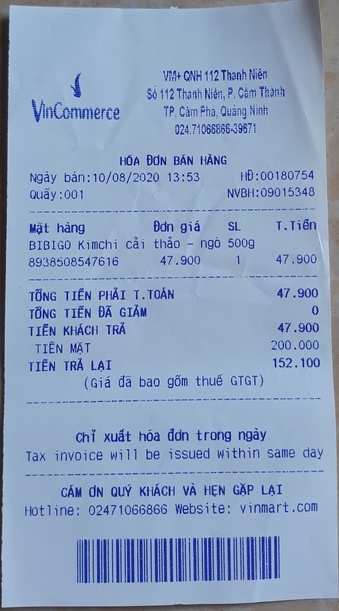 VinCommerce
VM+ QNH 112 Thanh Niên
Số 112 Thanh Niên, P. Cẩm Thành
TP. Cẩm Phả, Quảng Ninh
024.71066866-39671
HÓA ĐƠN BÁN HÀNG
Ngày bán:10/08/2020 13:53 HĐ:00180754
Quầy:001 NVBH:09015348
Mặt hàng Đơn giá SL T.Tiền
BIBIGO Kimchi cải thảo - ngò 500g
8938508547616 47.900 1 47.900
TỔNG TIỀN PHẢI T.TOÁN 47.900
TỔNG TIỀN ĐÃ GIẢM 0
TIỀN KHÁCH TRẢ 47.900
TIỀN MẶT 200.000
TIỀN TRẢ LẠI 152.100
(Giá đã bao gồm thuế GTGT)
Chỉ xuất hóa đơn trong ngày
Tax invoice will be issued within same day
CẢM ƠN QUÝ KHÁCH VÀ HẸN GẶP LẠI
Hotline: 02471066866 Website: vinmart.com